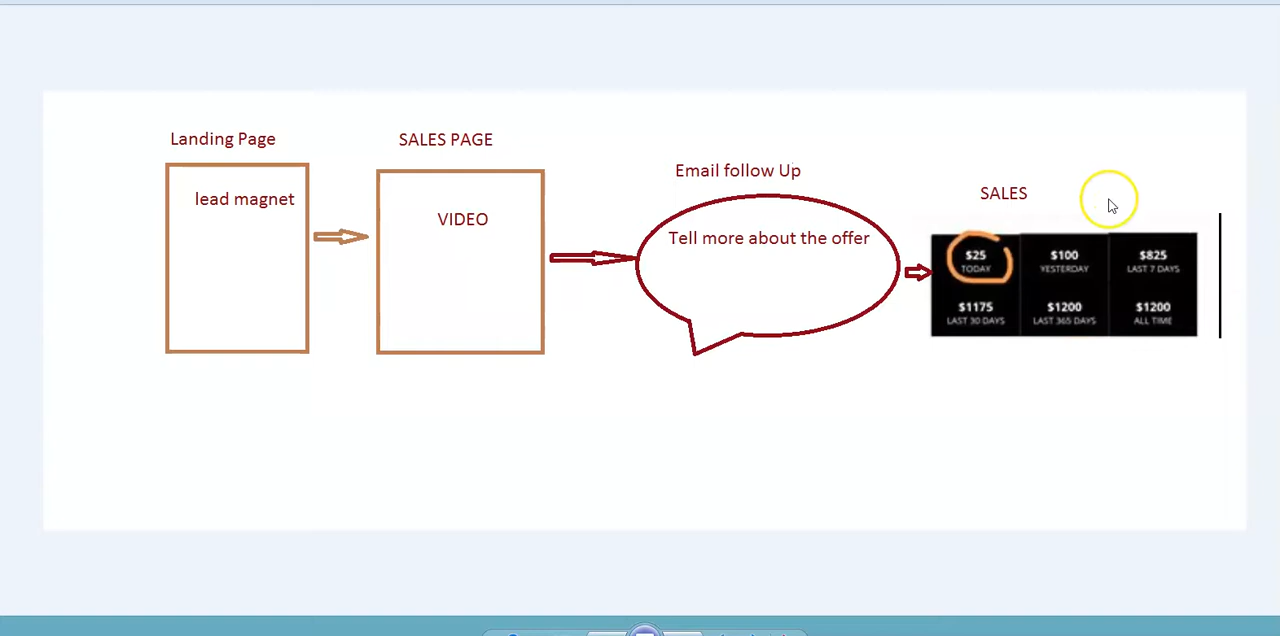 Landing Page
lead magnet
SALES PAGE
VIDEO
Email follow Up
Tell more about the offer
SALES
$25
TODAY
$100
YESTERDAY
$825
LAST 7 DAYS
$1175
LAST 30 DAYS
$1200
LAST 365 DAYS
$1200
ALL TIME